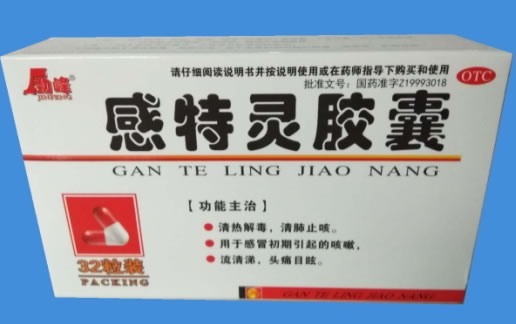 请仔细阅读说明书并按说明使用或在药师指导下购买和使用
批准文号：国药准字Z19993018
OTC
劲峰
JINFENG
感特灵胶囊
GAN TE LING JIAO NANG
【功能主治】
清热解毒，清肺止咳。
用于感冒初期引起的咳嗽，
流清涕，头痛目眩。
32粒装
PACKING
GAN TE LING JIAO NANG